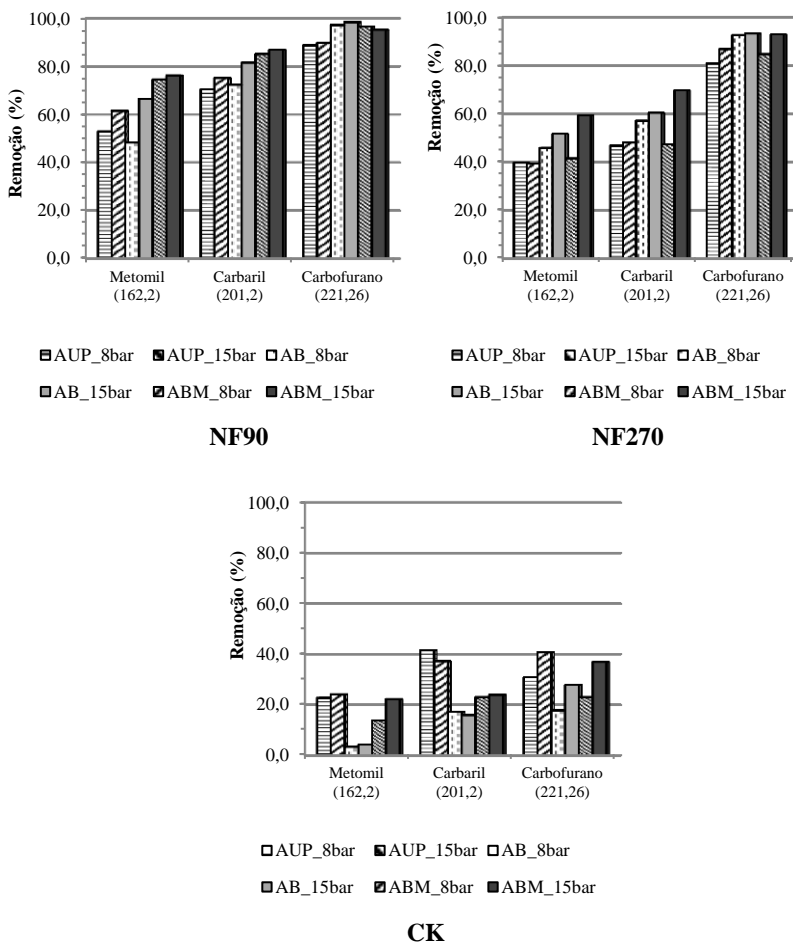 100,0
80,0
60,0
40,0
20,0
0,0
Remoção (%)
Metomil
(162,2)
Carbaril
(201,2)
Carbofurano
(221,26)
AUP_8bar AUP_15bar AB_8bar
AB_15bar ABM_8bar ABM_15bar
NF90
100,0
80,0
60,0
40,0
20,0
0,0
Remoção (%)
Metomil
(162,2)
Carbaril
(201,2)
Carbofurano
(221,26)
AUP_8bar AUP_15bar AB_8bar
AB_15bar ABM_8bar ABM_15bar
NF270
100,0
80,0
60,0
40,0
20,0
0,0
Remoção (%)
Metomil
(162,2)
Carbaril
(201,2)
Carbofurano
(221,26)
AUP_8bar AUP_15bar AB_8bar
AB_15bar ABM_8bar ABM_15bar
CK